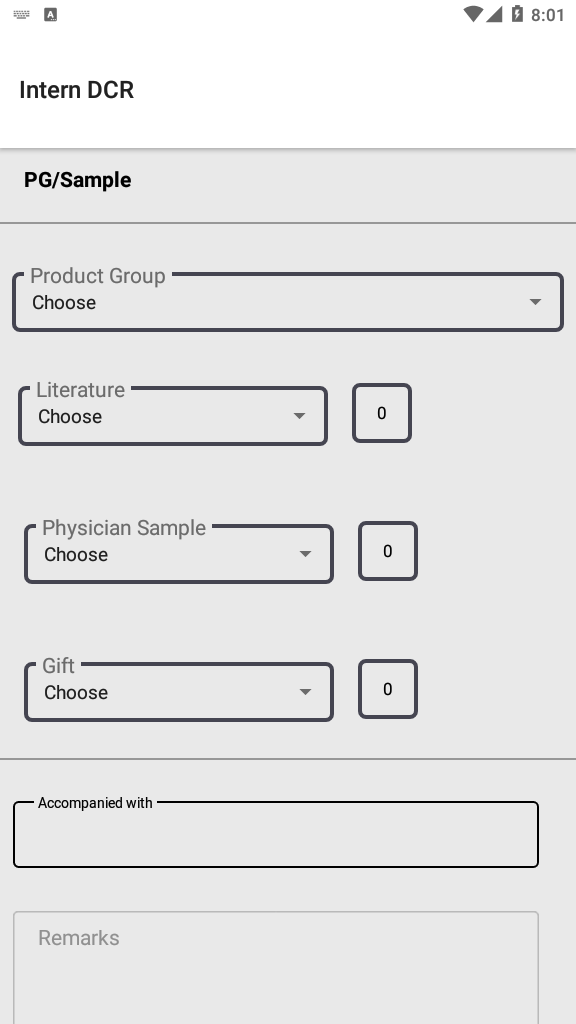 8:01
Intern DCR
PG/Sample
Product Group
Choose
Literature
Choose
0
Physician Sample
Choose
0
Gift
Choose
0
Accompanied with
Remarks